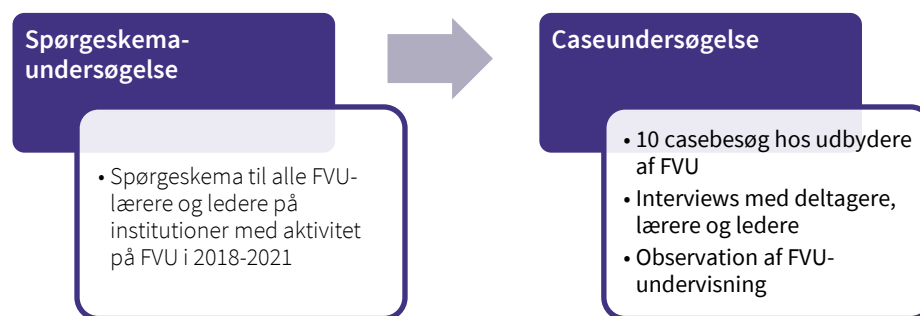 Spørgeskema-
undersøgelse
• Spørgeskema til alle FVU-
lærere og ledere på
institutioner med aktivitet
på FVU i 2018-2021
Caseundersøgelse
• 10 casebesøg hos udbydere
af FVU
• Interviews med deltagere,
lærere og ledere
• Observation af FVU-
undervisning